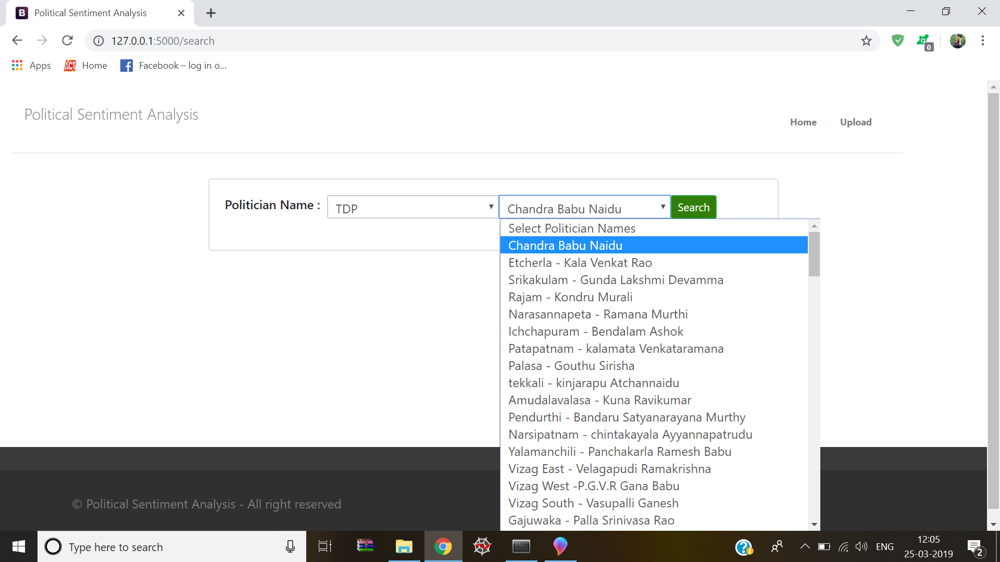 B Political Sentiment Analysis
127.0.0.1:5000/search
0
Apps ACT Home Facebook – log in o...
Political Sentiment Analysis
Home Upload
Politician Name : TDP Chandra Babu Naidu Search
Select Politician Names
Chandra Babu Naidu
Etcherla - Kala Venkat Rao
Srikakulam - Gunda Lakshmi Devamma
Rajam - Kondru Murali
Narasannapeta - Ramana Murthi
Ichchapuram - Bendalam Ashok
Patapatnam - kalamata Venkataramana
Palasa - Gouthu Sirisha
tekkali - kinjarapu Atchannaidu
Amudalavalasa - Kuna Ravikumar
Pendurthi - Bandaru Satyanarayana Murthy
Narsipatnam - chintakayala Ayyannapatrudu
Yalamanchili - Panchakarla Ramesh Babu
Vizag East - Velagapudi Ramakrishna
Vizag West -P.G.V.R Gana Babu
Vizag South - Vasupalli Ganesh
Gajuwaka - Palla Srinivasa Rao
© Political Sentiment Analysis - All right reserved
Type here to search
ENG
12:05
25-03-2019
2